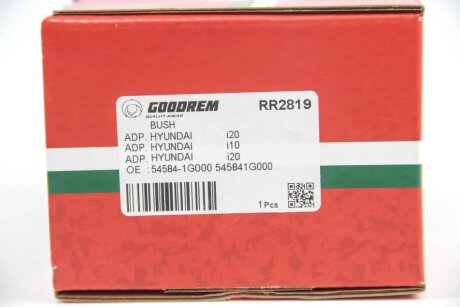 GOODREM RR2819
QUALITY AHEAD
BUSH
ADP. HYUNDAI i20
ADP. HYUNDAI i10
ADP. HYUNDAI i20
OE : 54584-1G000 545841G000
1 Pcs